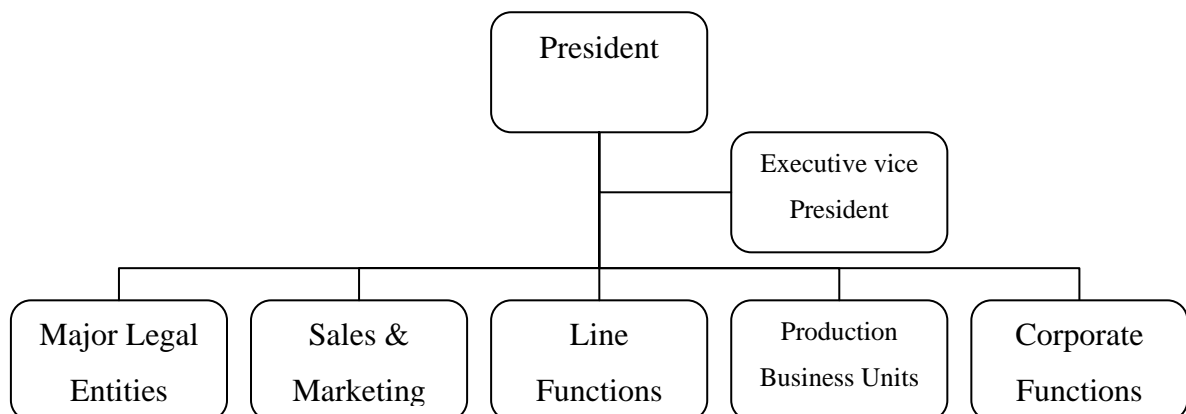 President
Executive vice
President
Major Legal
Entities
Sales &
Marketing
Line
Functions
Production
Business Units
Corporate
Functions